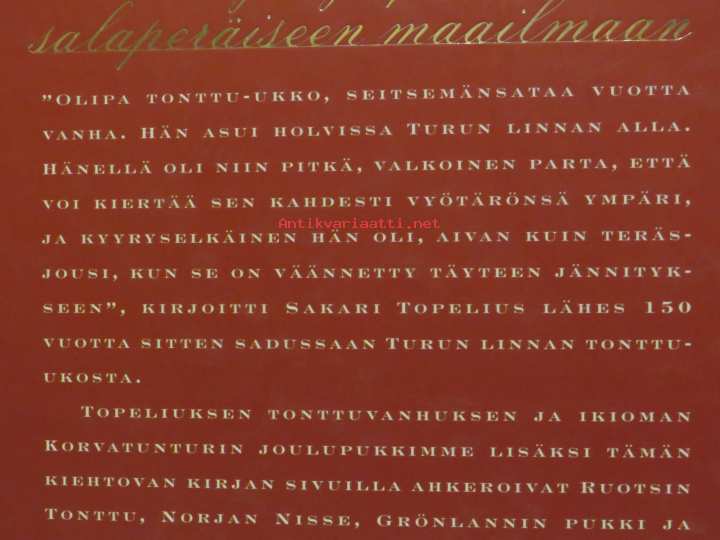 salaperäiseen maailmaan
"Olipa tonttu-ukko, seitsemänsataa vuotta
vanha. Hän asui holvissa Turun linnan alla.
Hänellä oli niin pitkä, valkoinen parta, että
voi kiertää sen kahdesti vyötärönsä ympäri,
Antikvariaatti.net
ja kyyryselkäinen hän oli, aivan kuin teräs-
jousi, kun se on väännetty täyteen jännityk-
seen", kirjoitti Sakari Topelius lähes 150
vuotta sitten sadussaan Turun linnan tonttu-
ukosta.
Topeliuksen tonttuvanhuksen ja ikioman
Korvatunturin joulupukkimme lisäksi tämän
kiehtovan kirjan sivuilla ahkeroivat Ruotsin
Tonttu, Norjan Nisse, Grönlannin pukki ja